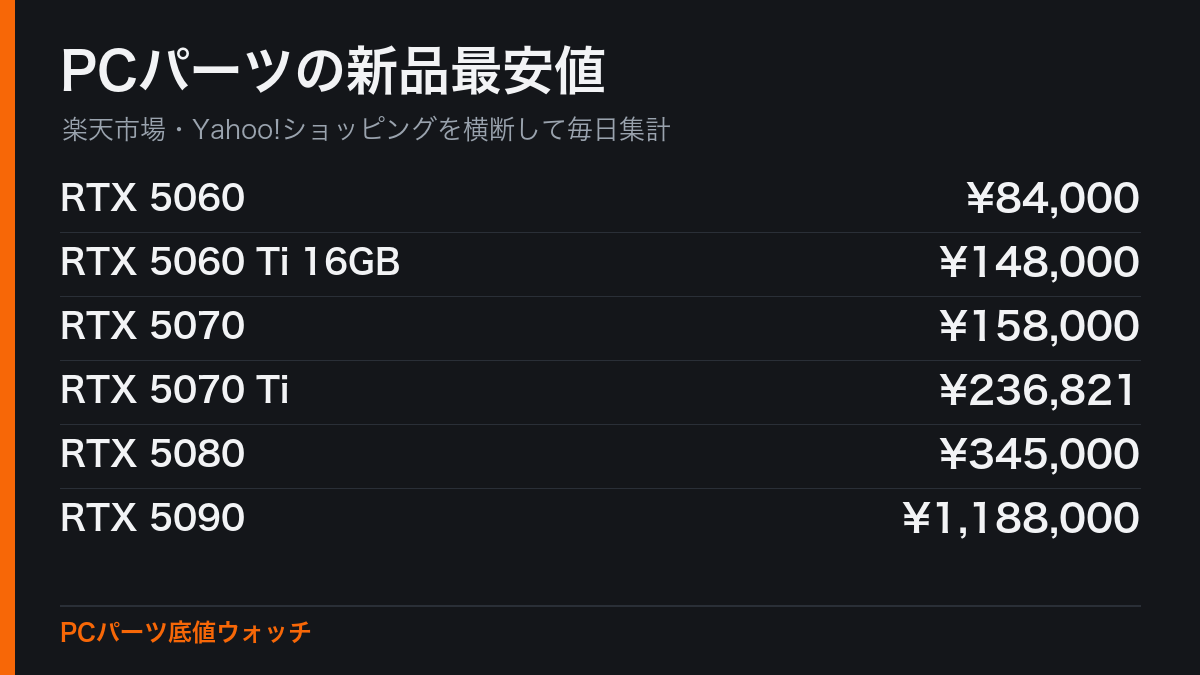 PCパーツの新品最安値
楽天市場・Yahoo!ショッピングを横断して毎日集計
RTX 5060 ¥84,000
RTX 5060 Ti 16GB ¥148,000
RTX 5070 ¥158,000
RTX 5070 Ti ¥236,821
RTX 5080 ¥345,000
RTX 5090 ¥1,188,000
PCパーツ底値ウォッチ